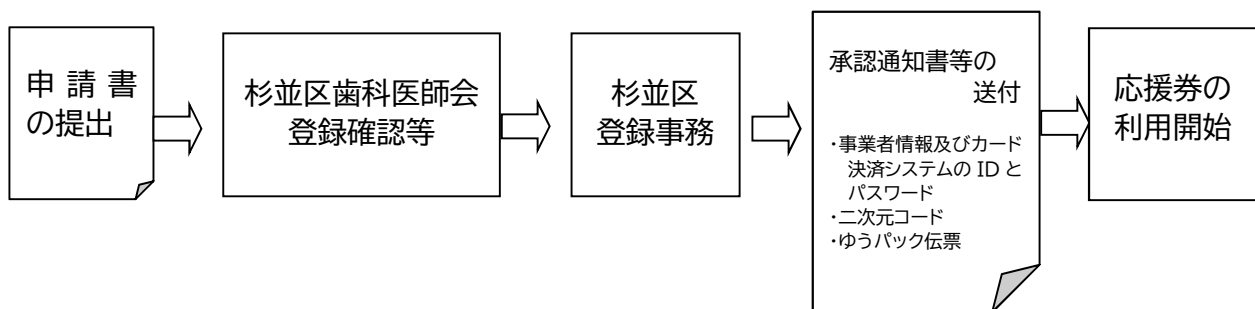 申請書
の提出
杉並区歯科医師会
登録確認等
杉並区
登録事務
承認通知書等の
送付
・事業者情報及びカード
決済システムの ID と
パスワード
・二次元コード
・ゆうパック伝票
応援券の
利用開始